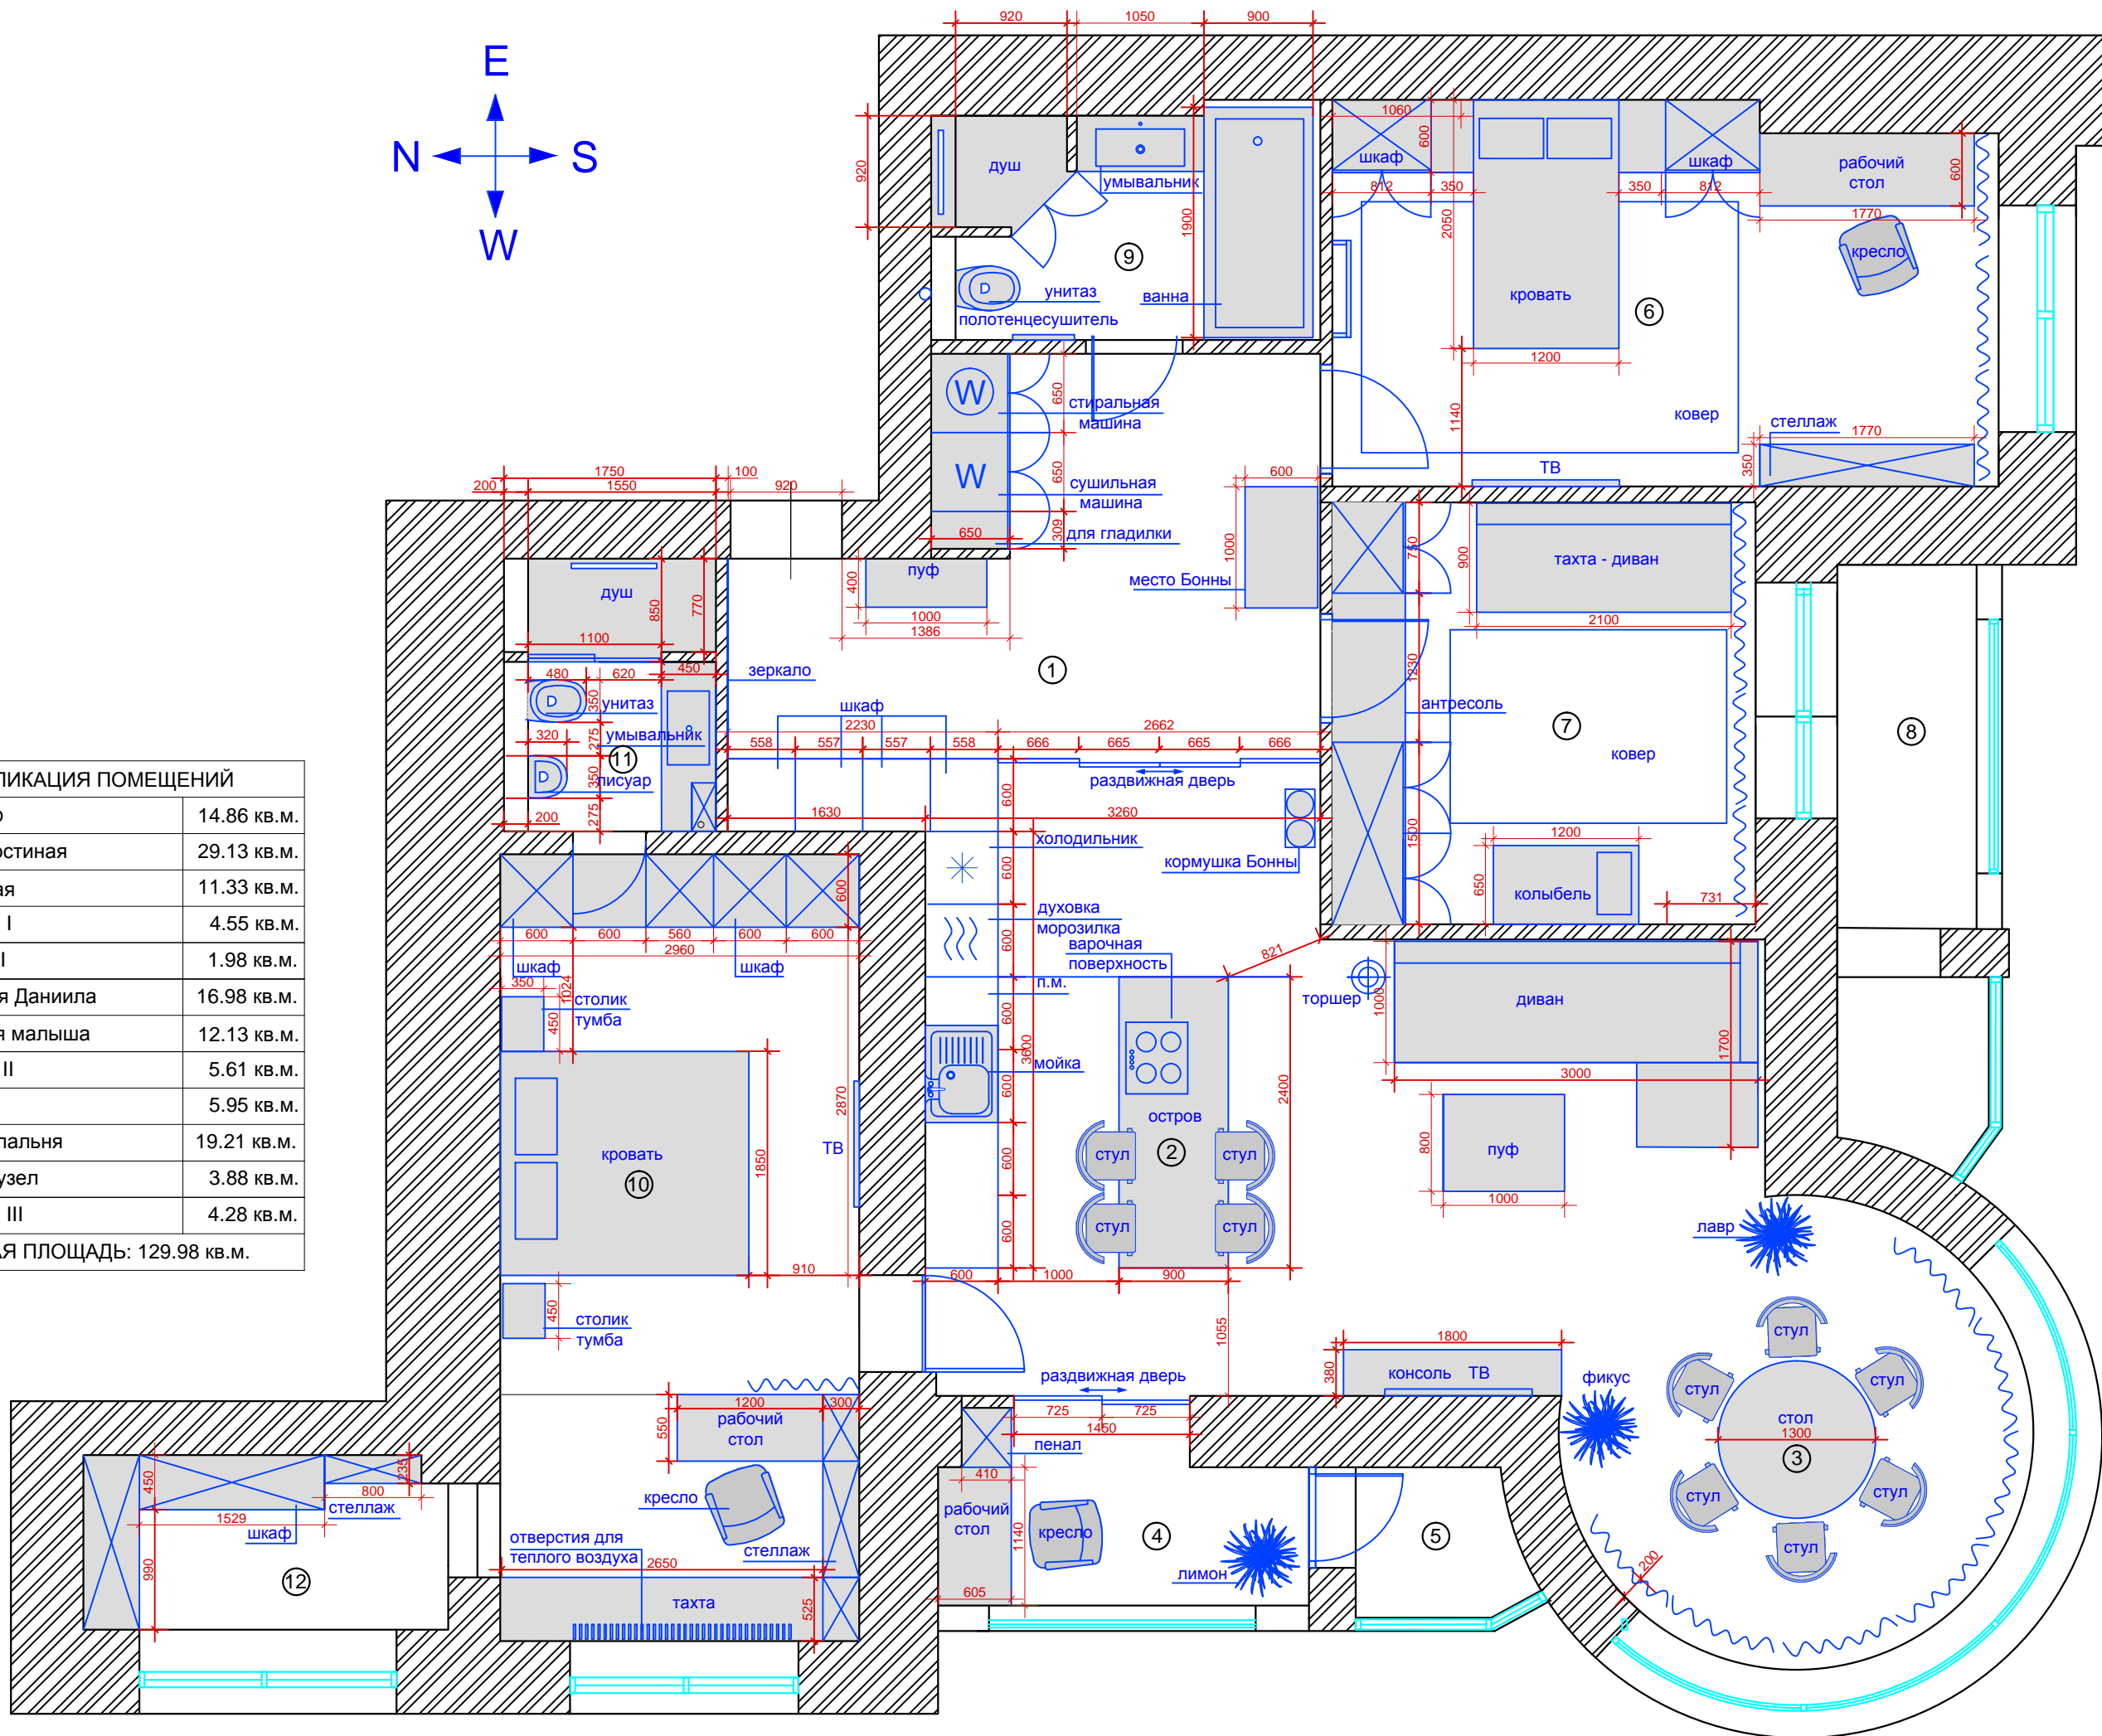 E
N
S
W
920
1050
900
920
душ
умывальник
1900
9
унитаз
ванна
полотенцесушитель
1060
600
шкаф
шкаф
812
350
350
812
2050
кровать
6
1200
1140
ковер
ТВ
рабочий
стол
600
1770
кресло
стеллаж
1770
350
W
650
стиральная
машина
W
650
сушильная
машина
309
для гладилки
650
600
1000
место Бонны
1750
100
200
1550
920
душ
850
770
1100
480
620
450
350
унитаз
умывальник
320
275
11
350
писуар
200
275
пуф
400
1000
1386
1
зеркало
шкаф
2230
2662
558
557
557
558
666
665
665
666
раздвижная дверь
1630
3260
750
900
тахта - диван
2100
1230
антресоль
7
ковер
1500
1200
650
колыбель
731
8
ЛИКАЦИЯ ПОМЕЩЕНИЙ
14.86 кв.м.
остиная
29.13 кв.м.
ая
11.33 кв.м.
I
4.55 кв.м.
I
1.98 кв.м.
я Даниила
16.98 кв.м.
я малыша
12.13 кв.м.
II
5.61 кв.м.
5.95 кв.м.
пальня
19.21 кв.м.
узел
3.88 кв.м.
III
4.28 кв.м.
АЯ ПЛОЩАДЬ: 129.98 кв.м.
600
600
холодильник
600
духовка
морозилка
варочная
поверхность
п.м.
600
3600
мойка
600
600
600
кормушка Бонны
821
остров
2
2400
стул
стул
стул
стул
600
1000
900
1055
торшер
1000
диван
1700
3000
пуф
800
1000
лавр
600
600
600
560
600
600
2960
шкаф
шкаф
350
1024
столик
тумба
450
кровать
10
1850
2870
ТВ
910
450
столик
тумба
1200
300
550
рабочий
стол
кресло
стеллаж
отверстия для
теплого воздуха
2650
тахта
525
450
235
800
стеллаж
1529
шкаф
990
12
раздвижная дверь
725
725
1450
пенал
410
рабочий
стол
1140
кресло
4
лимон
605
5
1800
380
консоль
ТВ
фикус
стул
стул
стул
стол
1300
3
стул
стул
стул
200